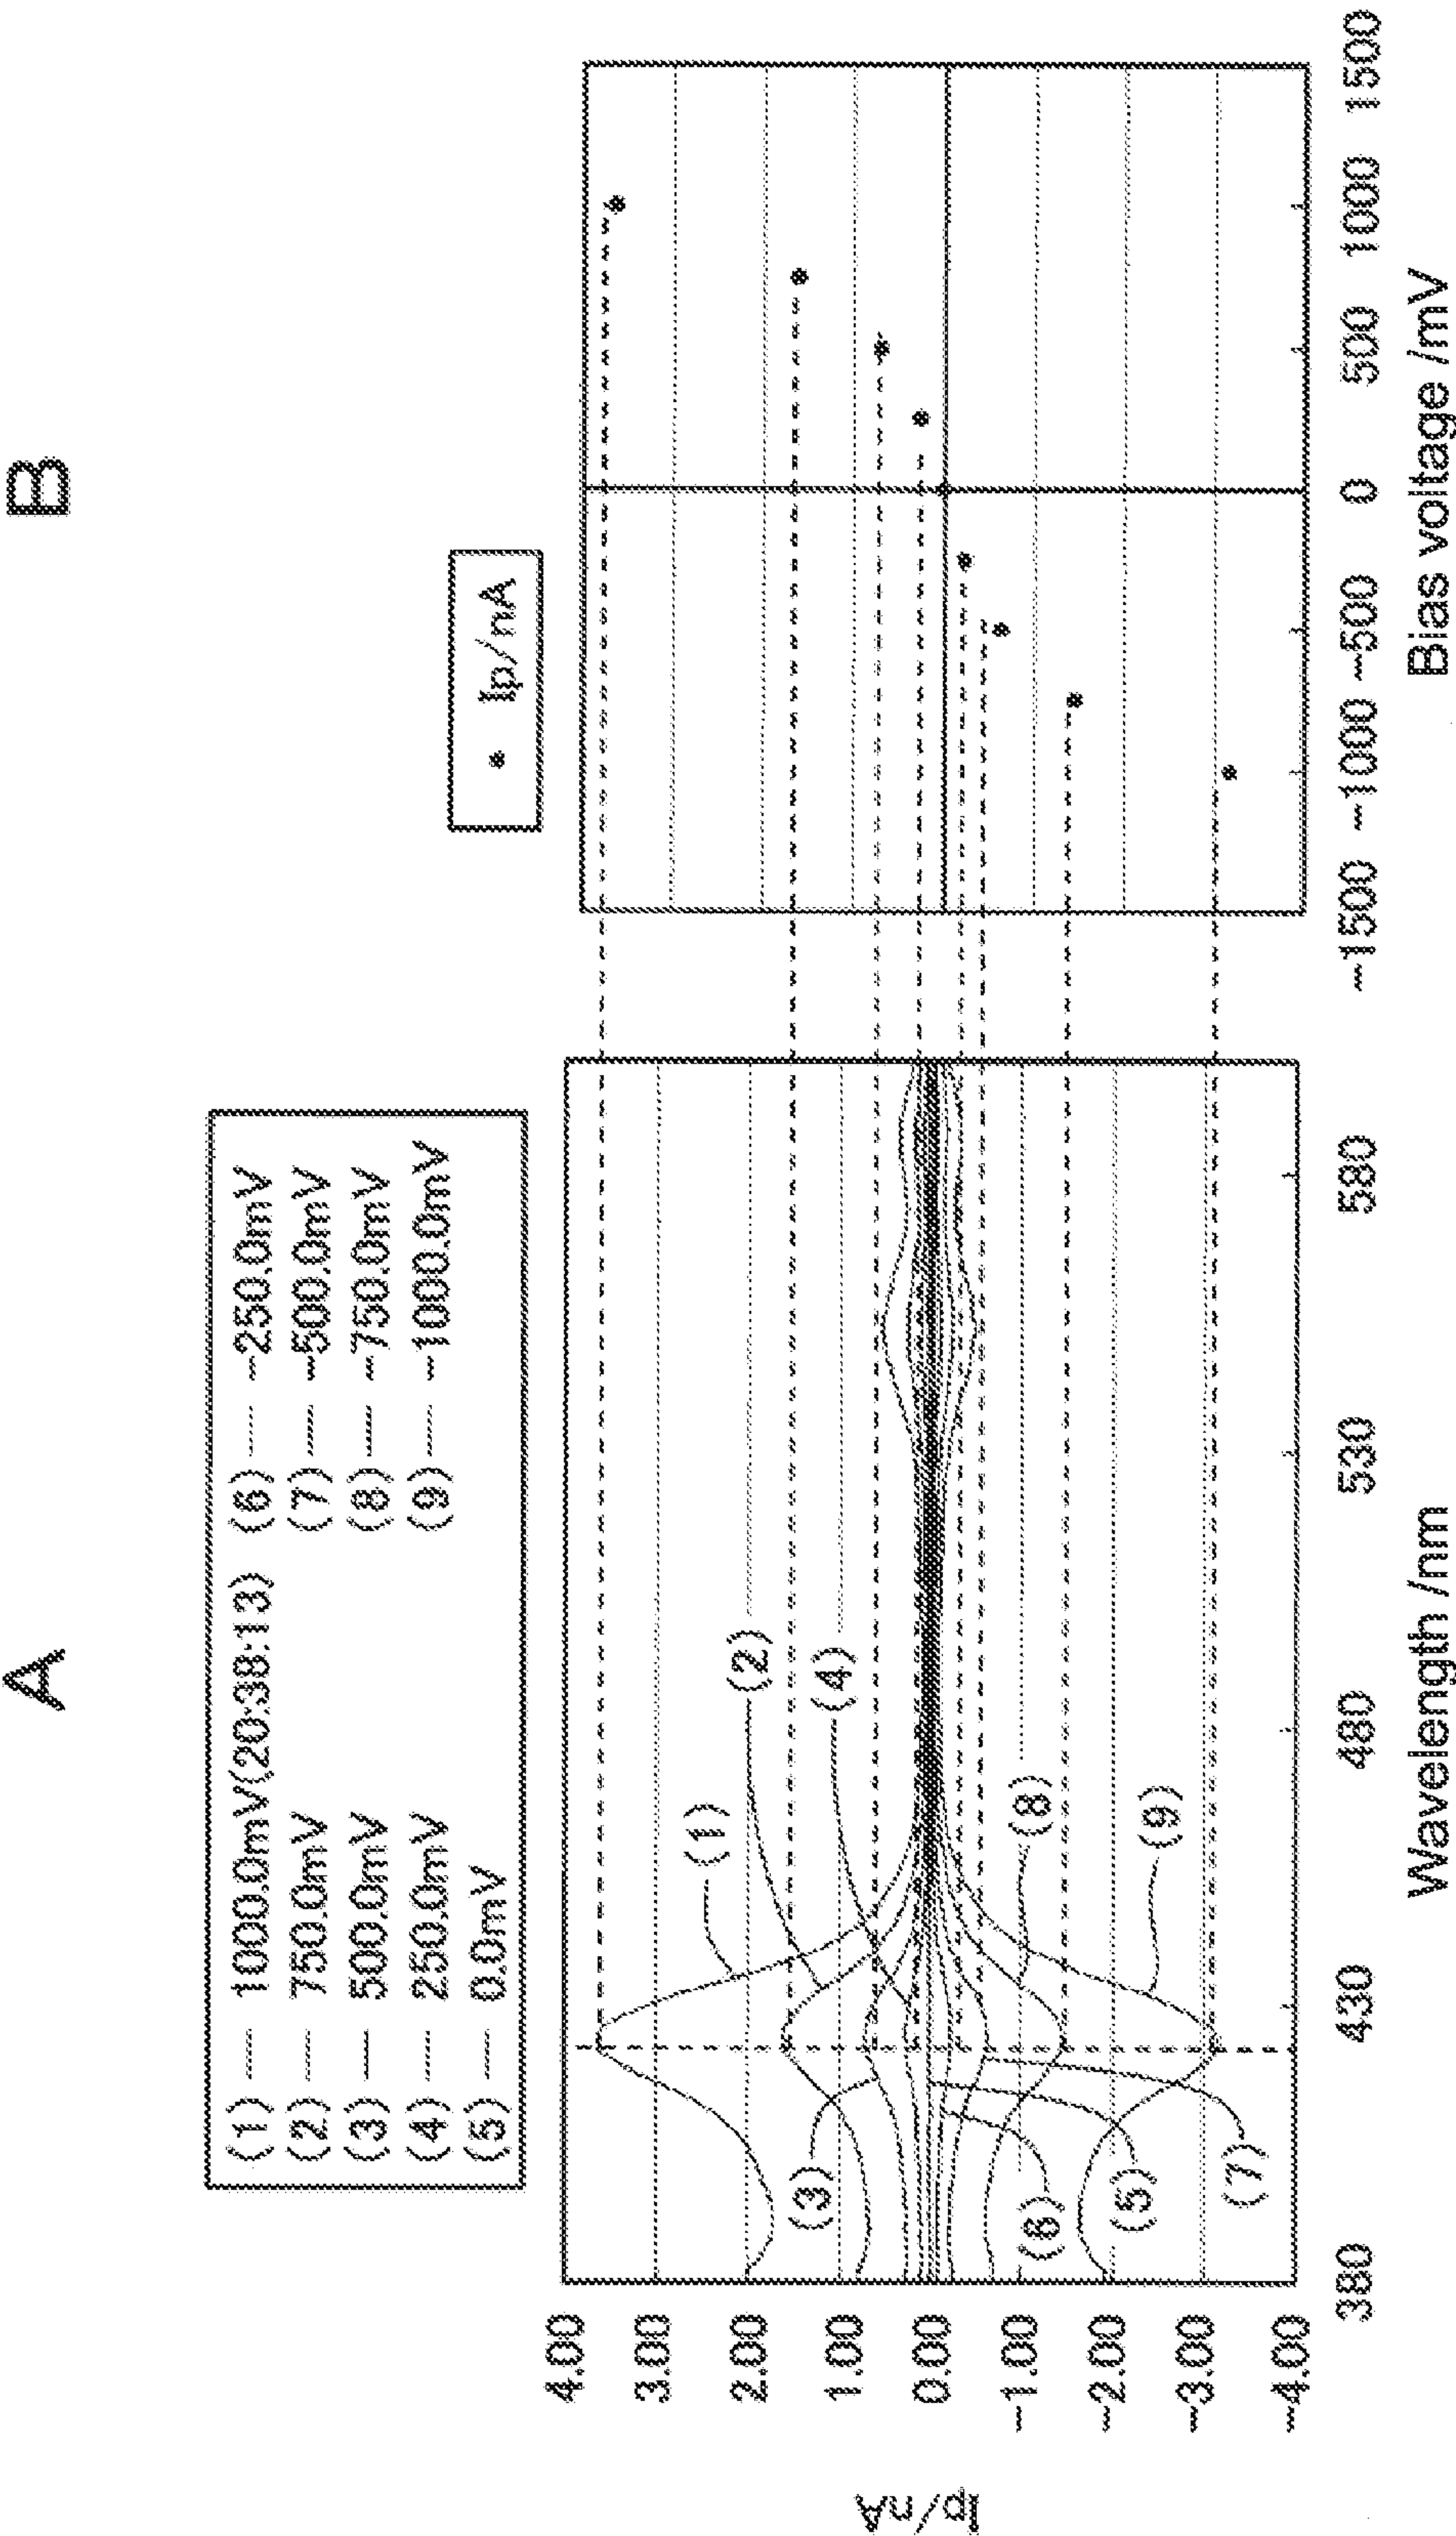 A
(1) ---- 1000.0mV(20:38:13) (6) ---- -250.0mV
(2) ---- 750.0mV (7) ---- -500.0mV
(3) ---- 500.0mV (8) ---- -750.0mV
(4) ---- 250.0mV (9) ---- -1000.0mV
(5) ---- 0.0mV
Ip/nA
4.00
3.00
2.00
1.00
0.00
-1.00
-2.00
-3.00
-4.00
(1)
(2)
(4)
(3)
(8)
(9)
(6)
(5)
(7)
380 430 480 530 580
Wavelength /nm
B
Ip/nA
-1500 -1000 -500 0 500 1000 1500
Bias voltage /mV